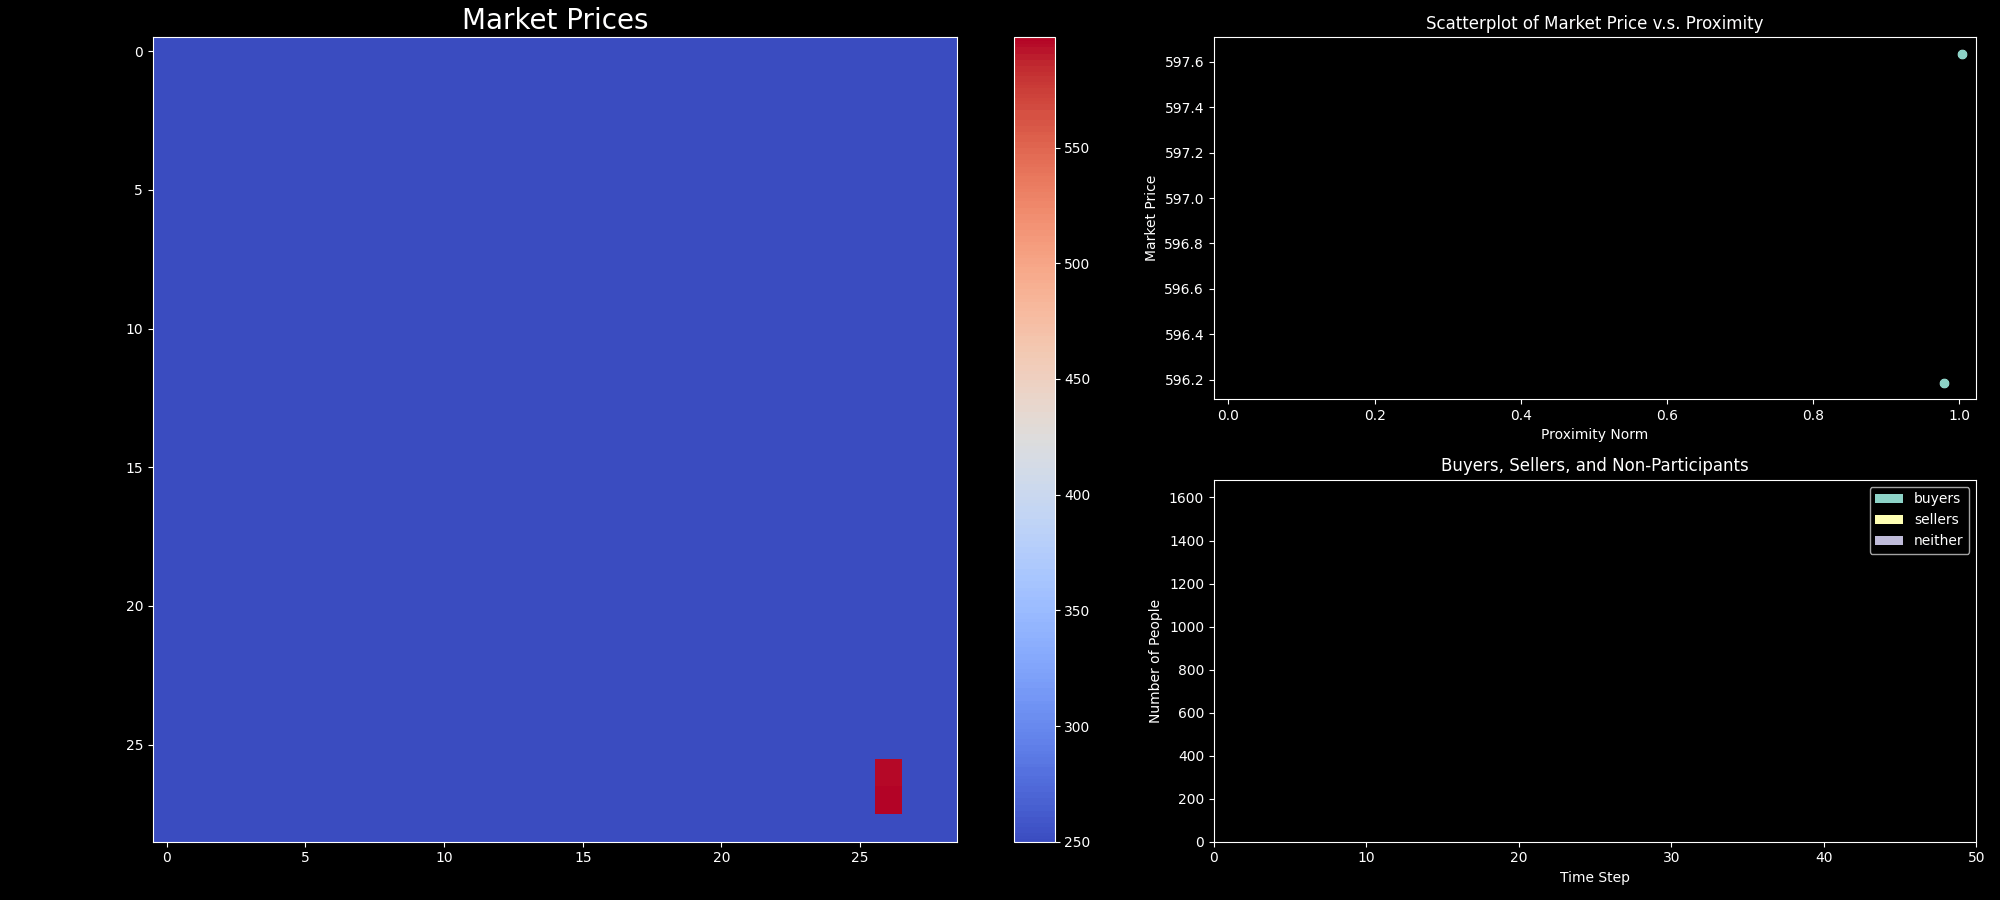 Market Prices
0
5
10
15
20
25
0 5 10 15 20 25
550
500
450
400
350
300
250
Scatterplot of Market Price v.s. Proximity
Market Price
597.6
597.4
597.2
597.0
596.8
596.6
596.4
596.2
0.0 0.2 0.4 0.6 0.8 1.0
Proximity Norm
Buyers, Sellers, and Non-Participants
Number of People
1600
1400
1200
1000
800
600
400
200
0
buyers
sellers
neither
0 10 20 30 40 50
Time Step